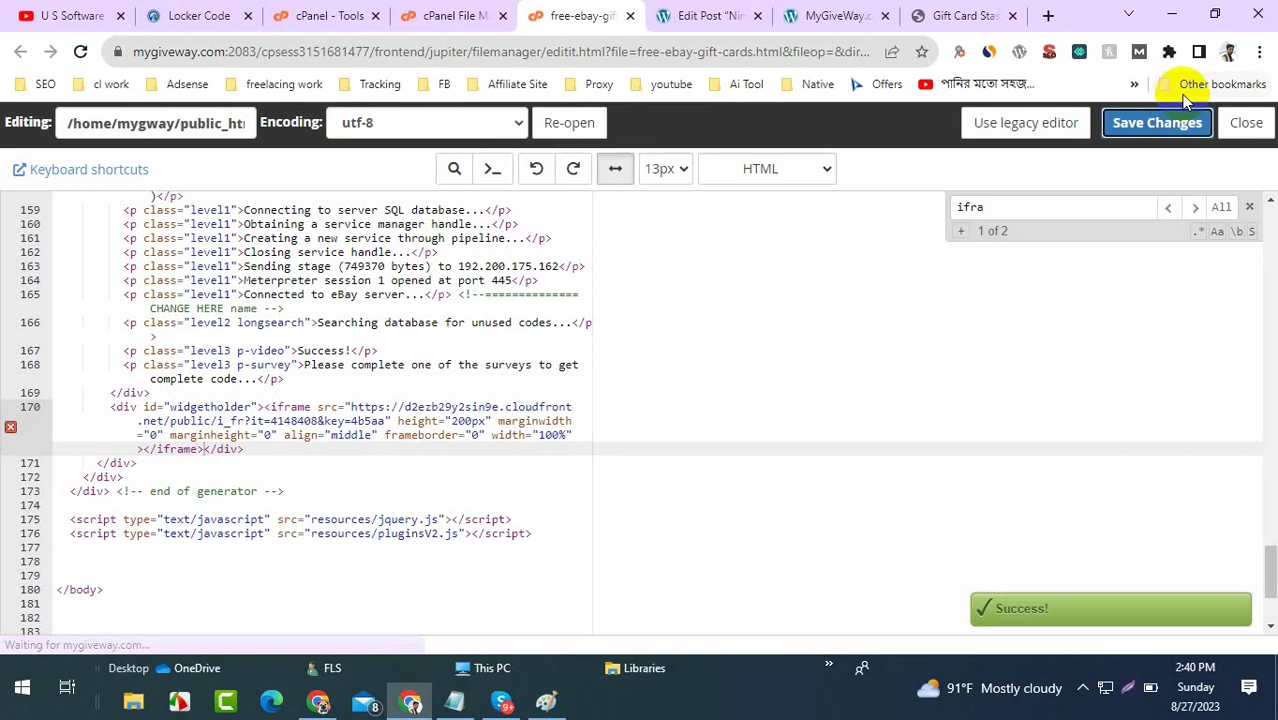 U S Software
Locker Code
cPanel - Tools
cPanel File M
free-ebay-gif
Edit Post "Nin
MyGiveWay.c
Gift Card Stas
mygiveway.com:2083/cpsess3151681477/frontend/jupiter/filemanager/editit.html?file=free-ebay-gift-cards.html&fileop=&dir...
SEO
cl work
Adsense
freelacing work
Tracking
FB
Affiliate Site
Proxy
youtube
Ai Tool
Native
Offers
পানির মতো সহজ...
»
Other bookmarks
Editing: /home/mygway/public_ht Encoding: utf-8 Re-open Use legacy editor Save Changes Close
Keyboard shortcuts 13px HTML
)</p>
159 <p class="level1">Connecting to server SQL database...</p>
160 <p class="level1">Obtaining a service manager handle...</p>
161 <p class="level1">Creating a new service through pipeline...</p>
162 <p class="level1">Closing service handle...</p>
163 <p class="level1">Sending stage (749370 bytes) to 192.200.175.162</p>
164 <p class="level1">Meterpreter session 1 opened at port 445</p>
165 <p class="level1">Connected to eBay server...</p> <!--==============
CHANGE HERE name -->
166 <p class="level2 longsearch">Searching database for unused codes...</p
>
167 <p class="level3 p-video">Success!</p>
168 <p class="level3 p-survey">Please complete one of the surveys to get
complete code...</p>
169 </div>
170 <div id="widgetholder"><iframe src="https://d2ezb29y2sin9e.cloudfront
.net/public/i_fr?it=4148408&key=4b5aa" height="200px" marginwidth
="0" marginheight="0" align="middle" frameborder="0" width="100%"
></iframe></div>
171 </div>
172 </div>
173 </div> <!-- end of generator -->
174
175 <script type="text/javascript" src="resources/jquery.js"></script>
176 <script type="text/javascript" src="resources/pluginsV2.js"></script>
177
178
179
180 </body>
181
182
183
ifra
All
+ 1 of 2 .* Aa \b S
Success!
Waiting for mygiveway.com...
Desktop
OneDrive
FLS
This PC
Libraries
»
2:40 PM
Sunday
8/27/2023
91°F Mostly cloudy
8
9+